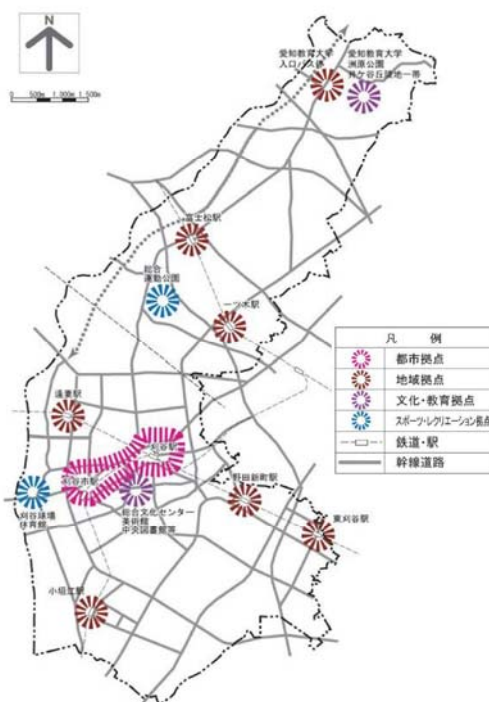 N
0 500m 1,000m 1,500m
愛知教育大学
入口バス停
愛知教育大学
洲原公園
井ケ谷丘陵地一帯
富士松駅
総合
運動公園
一ツ木駅
逢妻駅
刈谷駅
刈谷市駅
刈谷球場
体育館
総合文化センター
美術館
中央図書館等
野田新町駅
東刈谷駅
小垣江駅
凡 例
都市拠点
地域拠点
文化・教育拠点
スポーツ・レクリエーション拠点
鉄道・駅
幹線道路